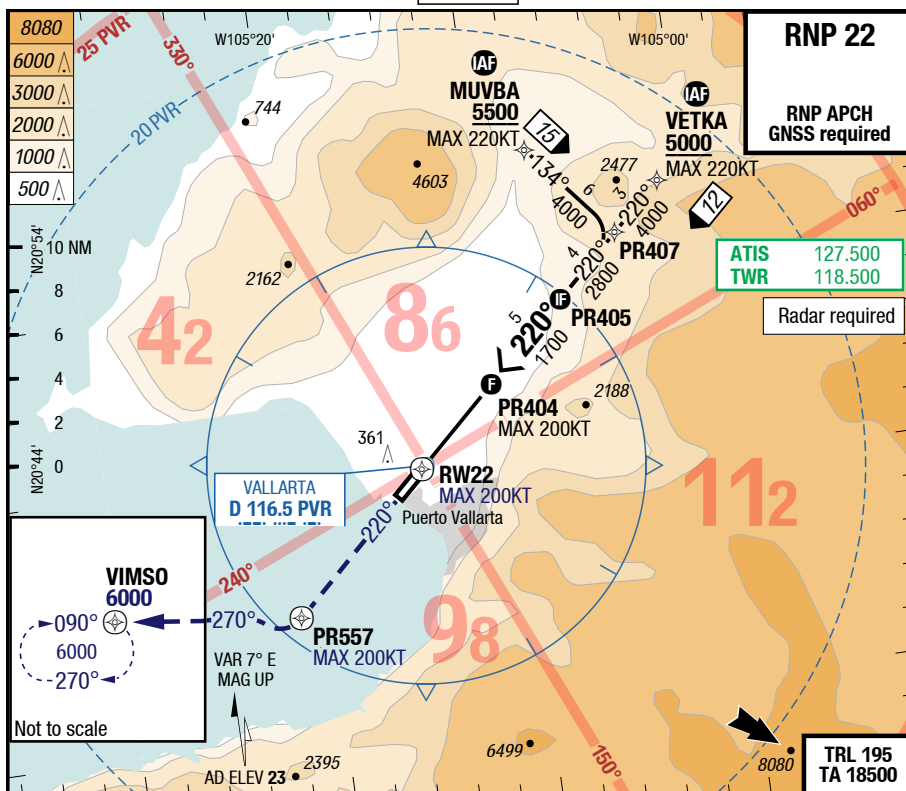 8080
6000
3000
2000
1000
500
25 PVR
330°
W105°20'
W105°00'
RNP 22
RNP APCH
GNSS required
20 PVR
744
IAF
MUVBA
5500
MAX 220KT
IAF
VETKA
5000
MAX 220KT
15
12
4603
2477
134°
6
4000
3
220°
4000
060°
N20°54'
10 NM
8
6
4
2
0
N20°44'
PR407
4
220°
2800
ATIS 127.500
TWR 118.500
Radar required
2162
42
86
IF
PR405
5
220°
1700
F
PR404
MAX 200KT
2188
361
RW22
MAX 200KT
VALLARTA
D 116.5 PVR
Puerto Vallarta
112
220°
240°
VIMSO
6000
090°
6000
270°
270°
Not to scale
PR557
MAX 200KT
98
VAR 7° E
MAG UP
AD ELEV 23
2395
6499
150°
8080
TRL 195
TA 18500